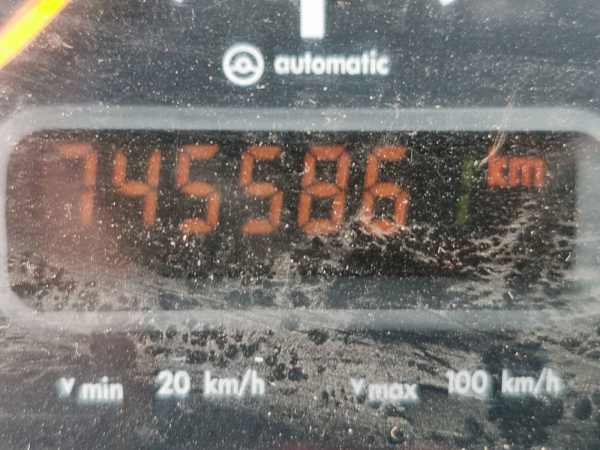 automatic
745586 km
v min 20 km/h v max 100 km/h